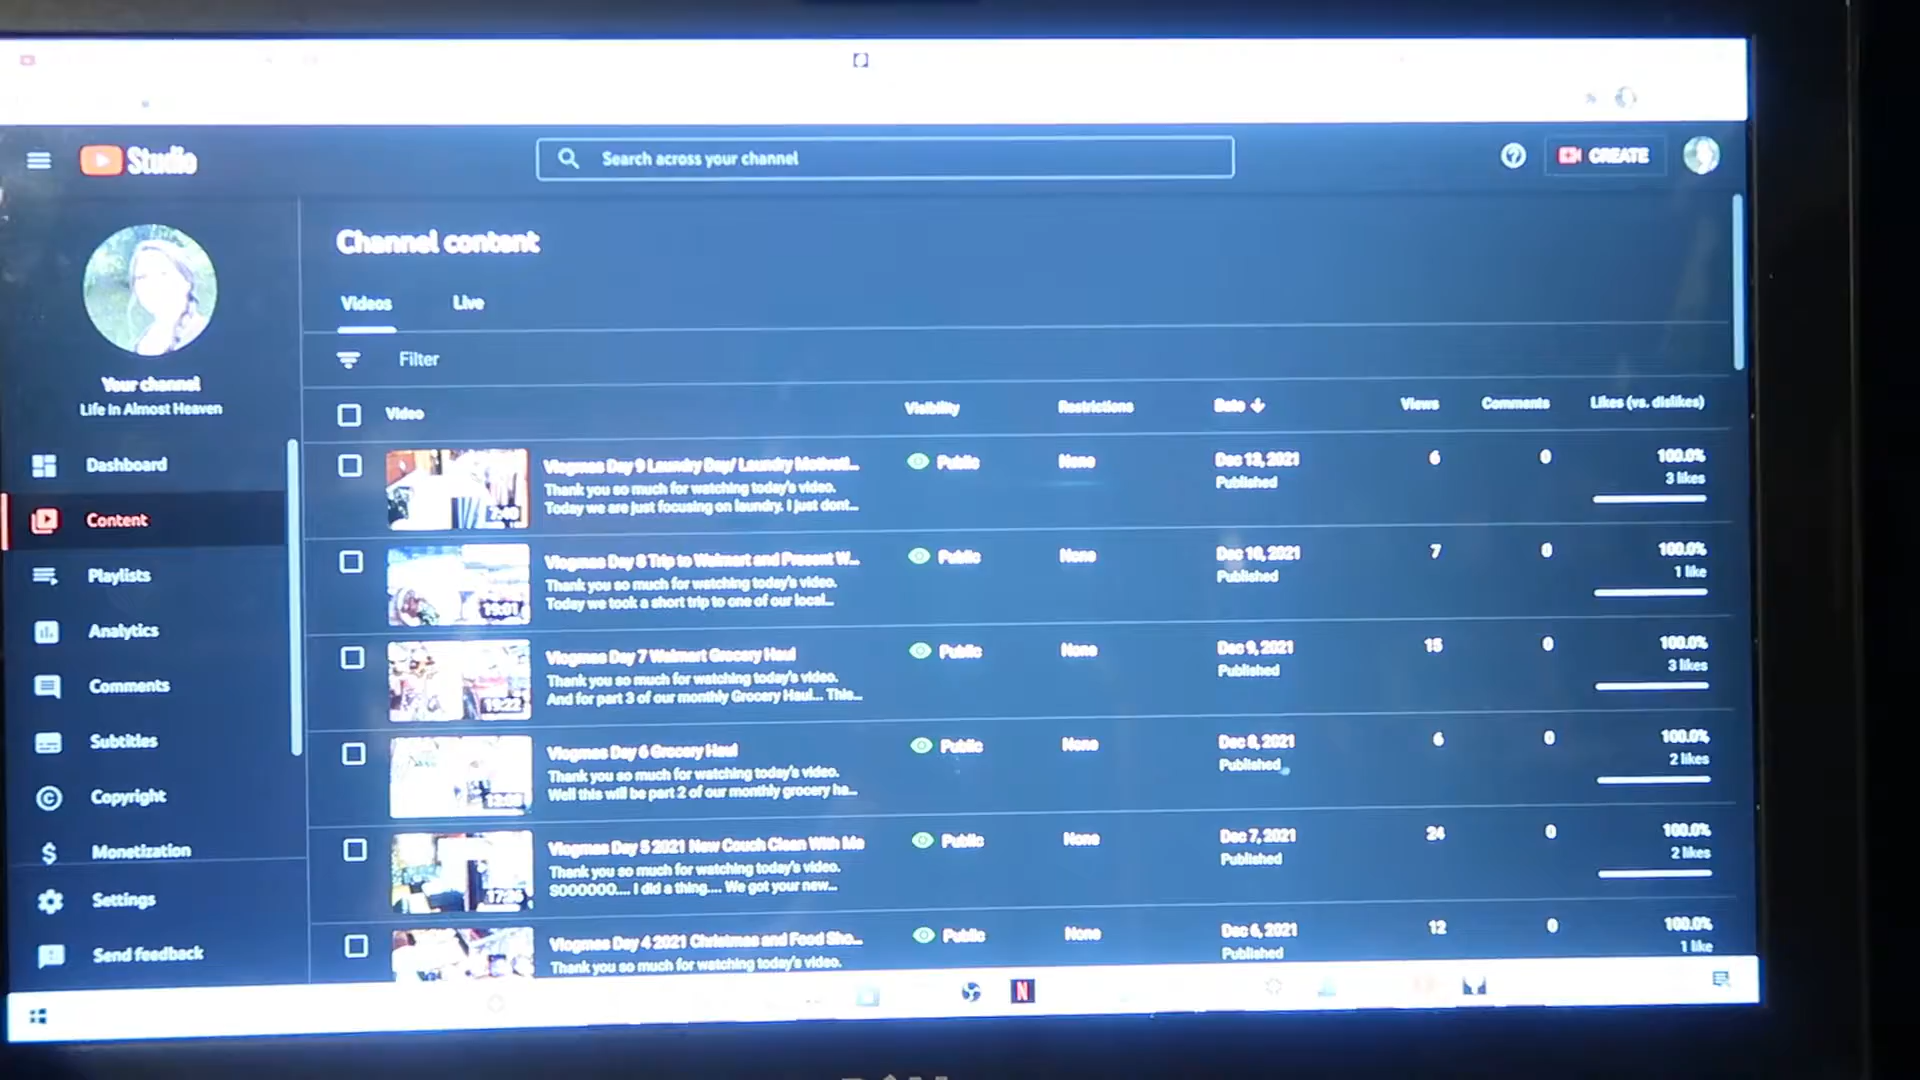 Studio
Search across your channel
CREATE
Channel content
Videos Live
Filter
Your channel
Life In Almost Heaven
Dashboard
Content
Playlists
Analytics
Comments
Subtitles
Copyright
Monetization
Settings
Send feedback
Video Visibility Restrictions Date Views Comments Likes (vs. dislikes)
Vlogmas Day 9 Laundry Day/ Laundry Motivati... Public None Dec 13, 2021 6 0 100.0%
Thank you so much for watching today's video. Published 3 likes
Today we are just focusing on laundry. I just dont...
7:40
Vlogmas Day 8 Trip to Walmart and Present W... Public None Dec 10, 2021 7 0 100.0%
Thank you so much for watching today's video. Published 1 like
Today we took a short trip to one of our local...
19:01
Vlogmas Day 7 Walmart Grocery Haul Public None Dec 9, 2021 15 0 100.0%
Thank you so much for watching today's video. Published 3 likes
And for part 3 of our monthly Grocery Haul... This...
19:22
Vlogmas Day 6 Grocery Haul Public None Dec 8, 2021 6 0 100.0%
Thank you so much for watching today's video. Published 2 likes
Well this will be part 2 of our monthly grocery ha...
Vlogmas Day 5 2021 New Couch Clean With Me Public None Dec 7, 2021 24 0 100.0%
Thank you so much for watching today's video. Published 2 likes
SOOOOOO.... I did a thing.... We got your new...
Vlogmas Day 4 2021 Christmas and Food Sho... Public None Dec 6, 2021 12 0 100.0%
Thank you so much for watching today's video. Published 1 like
N